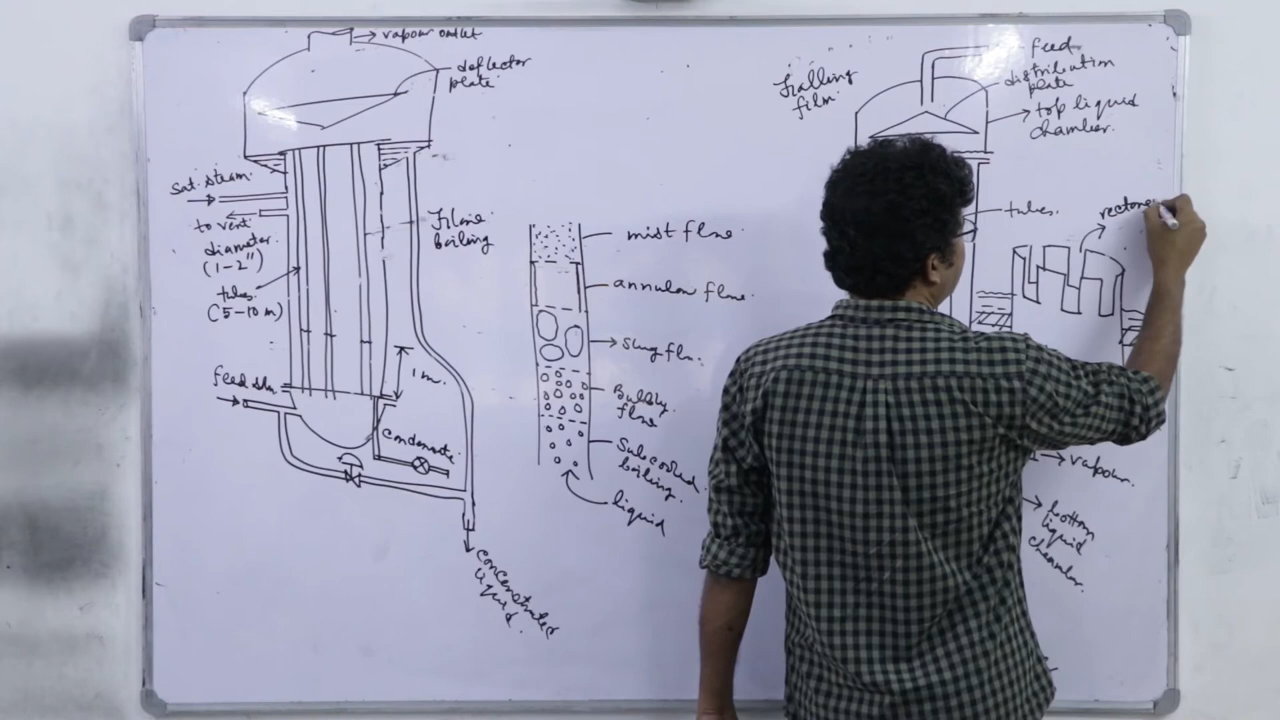 vapour outlet
deflector
plate
sat. steam
to vent
diameter
(1-2")
tubes
(5-10 m)
feed
1 m.
condensate
concentrated
liquid.
boiling
mist flow
annular flow
slug flow
Bubbly
flow
Subcooled
boiling.
liquid
Falling
film
feed
distribution
plate
top liquid
chamber.
tubes.
vapour.
bottom
liquid
chamber